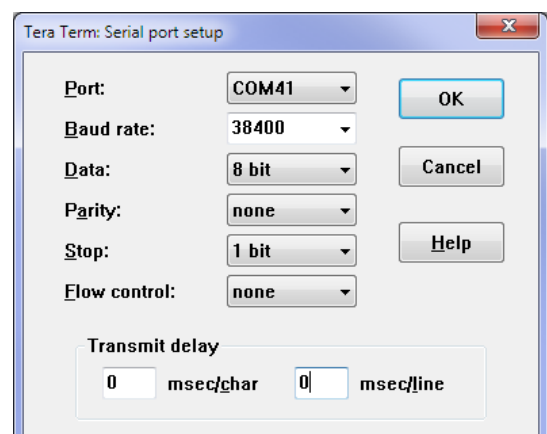 Tera Term: Serial port setup
Port: COM41 OK
Baud rate: 38400
Data: 8 bit Cancel
Parity: none
Stop: 1 bit Help
Flow control: none
Transmit delay
0 msec/char 0 msec/line